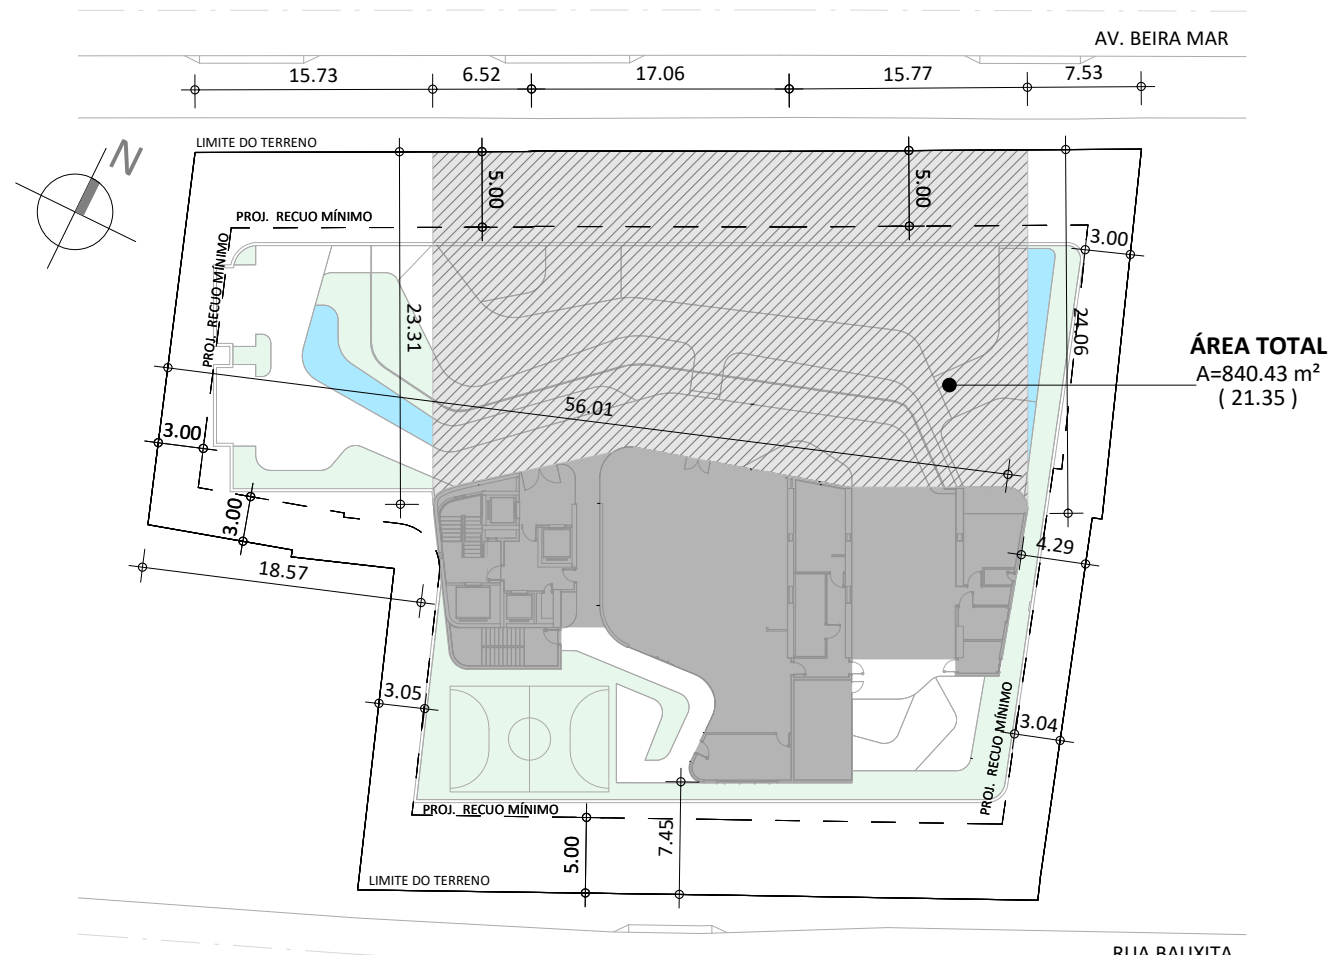 AV. BEIRA MAR
15.73
6.52
17.06
15.77
7.53
N
LIMITE DO TERRENO
5.00
5.00
PROJ. RECUO MÍNIMO
3.00
PROJ. RECUO MÍNIMO
23.31
24.06
ÁREA TOTAL
A=840.43 m²
( 21.35 )
56.01
3.00
3.00
4.29
18.57
3.05
3.04
PROJ. RECUO MÍNIMO
PROJ. RECUO MÍNIMO
5.00
7.45
LIMITE DO TERRENO
RUA BAUXITA